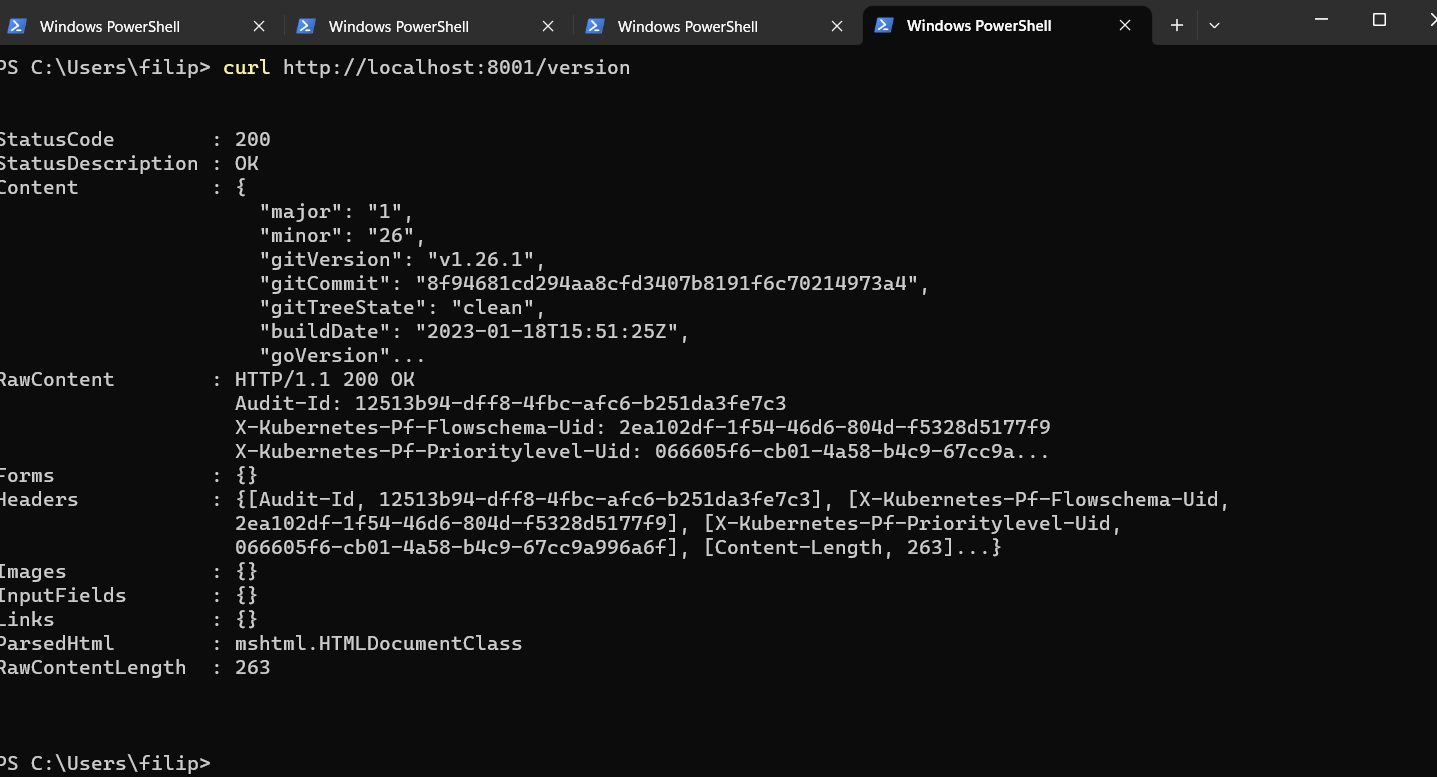 Windows PowerShell
Windows PowerShell
Windows PowerShell
Windows PowerShell
PS C:\Users\filip> curl http://localhost:8001/version
StatusCode : 200
StatusDescription : OK
Content : {
"major": "1",
"minor": "26",
"gitVersion": "v1.26.1",
"gitCommit": "8f94681cd294aa8cfd3407b8191f6c70214973a4",
"gitTreeState": "clean",
"buildDate": "2023-01-18T15:51:25Z",
"goVersion"...
RawContent : HTTP/1.1 200 OK
Audit-Id: 12513b94-dff8-4fbc-afc6-b251da3fe7c3
X-Kubernetes-Pf-Flowschema-Uid: 2ea102df-1f54-46d6-804d-f5328d5177f9
X-Kubernetes-Pf-Prioritylevel-Uid: 066605f6-cb01-4a58-b4c9-67cc9a...
Forms : {}
Headers : {[Audit-Id, 12513b94-dff8-4fbc-afc6-b251da3fe7c3], [X-Kubernetes-Pf-Flowschema-Uid,
2ea102df-1f54-46d6-804d-f5328d5177f9], [X-Kubernetes-Pf-Prioritylevel-Uid,
066605f6-cb01-4a58-b4c9-67cc9a996a6f], [Content-Length, 263]...}
Images : {}
InputFields : {}
Links : {}
ParsedHtml : mshtml.HTMLDocumentClass
RawContentLength : 263
PS C:\Users\filip>